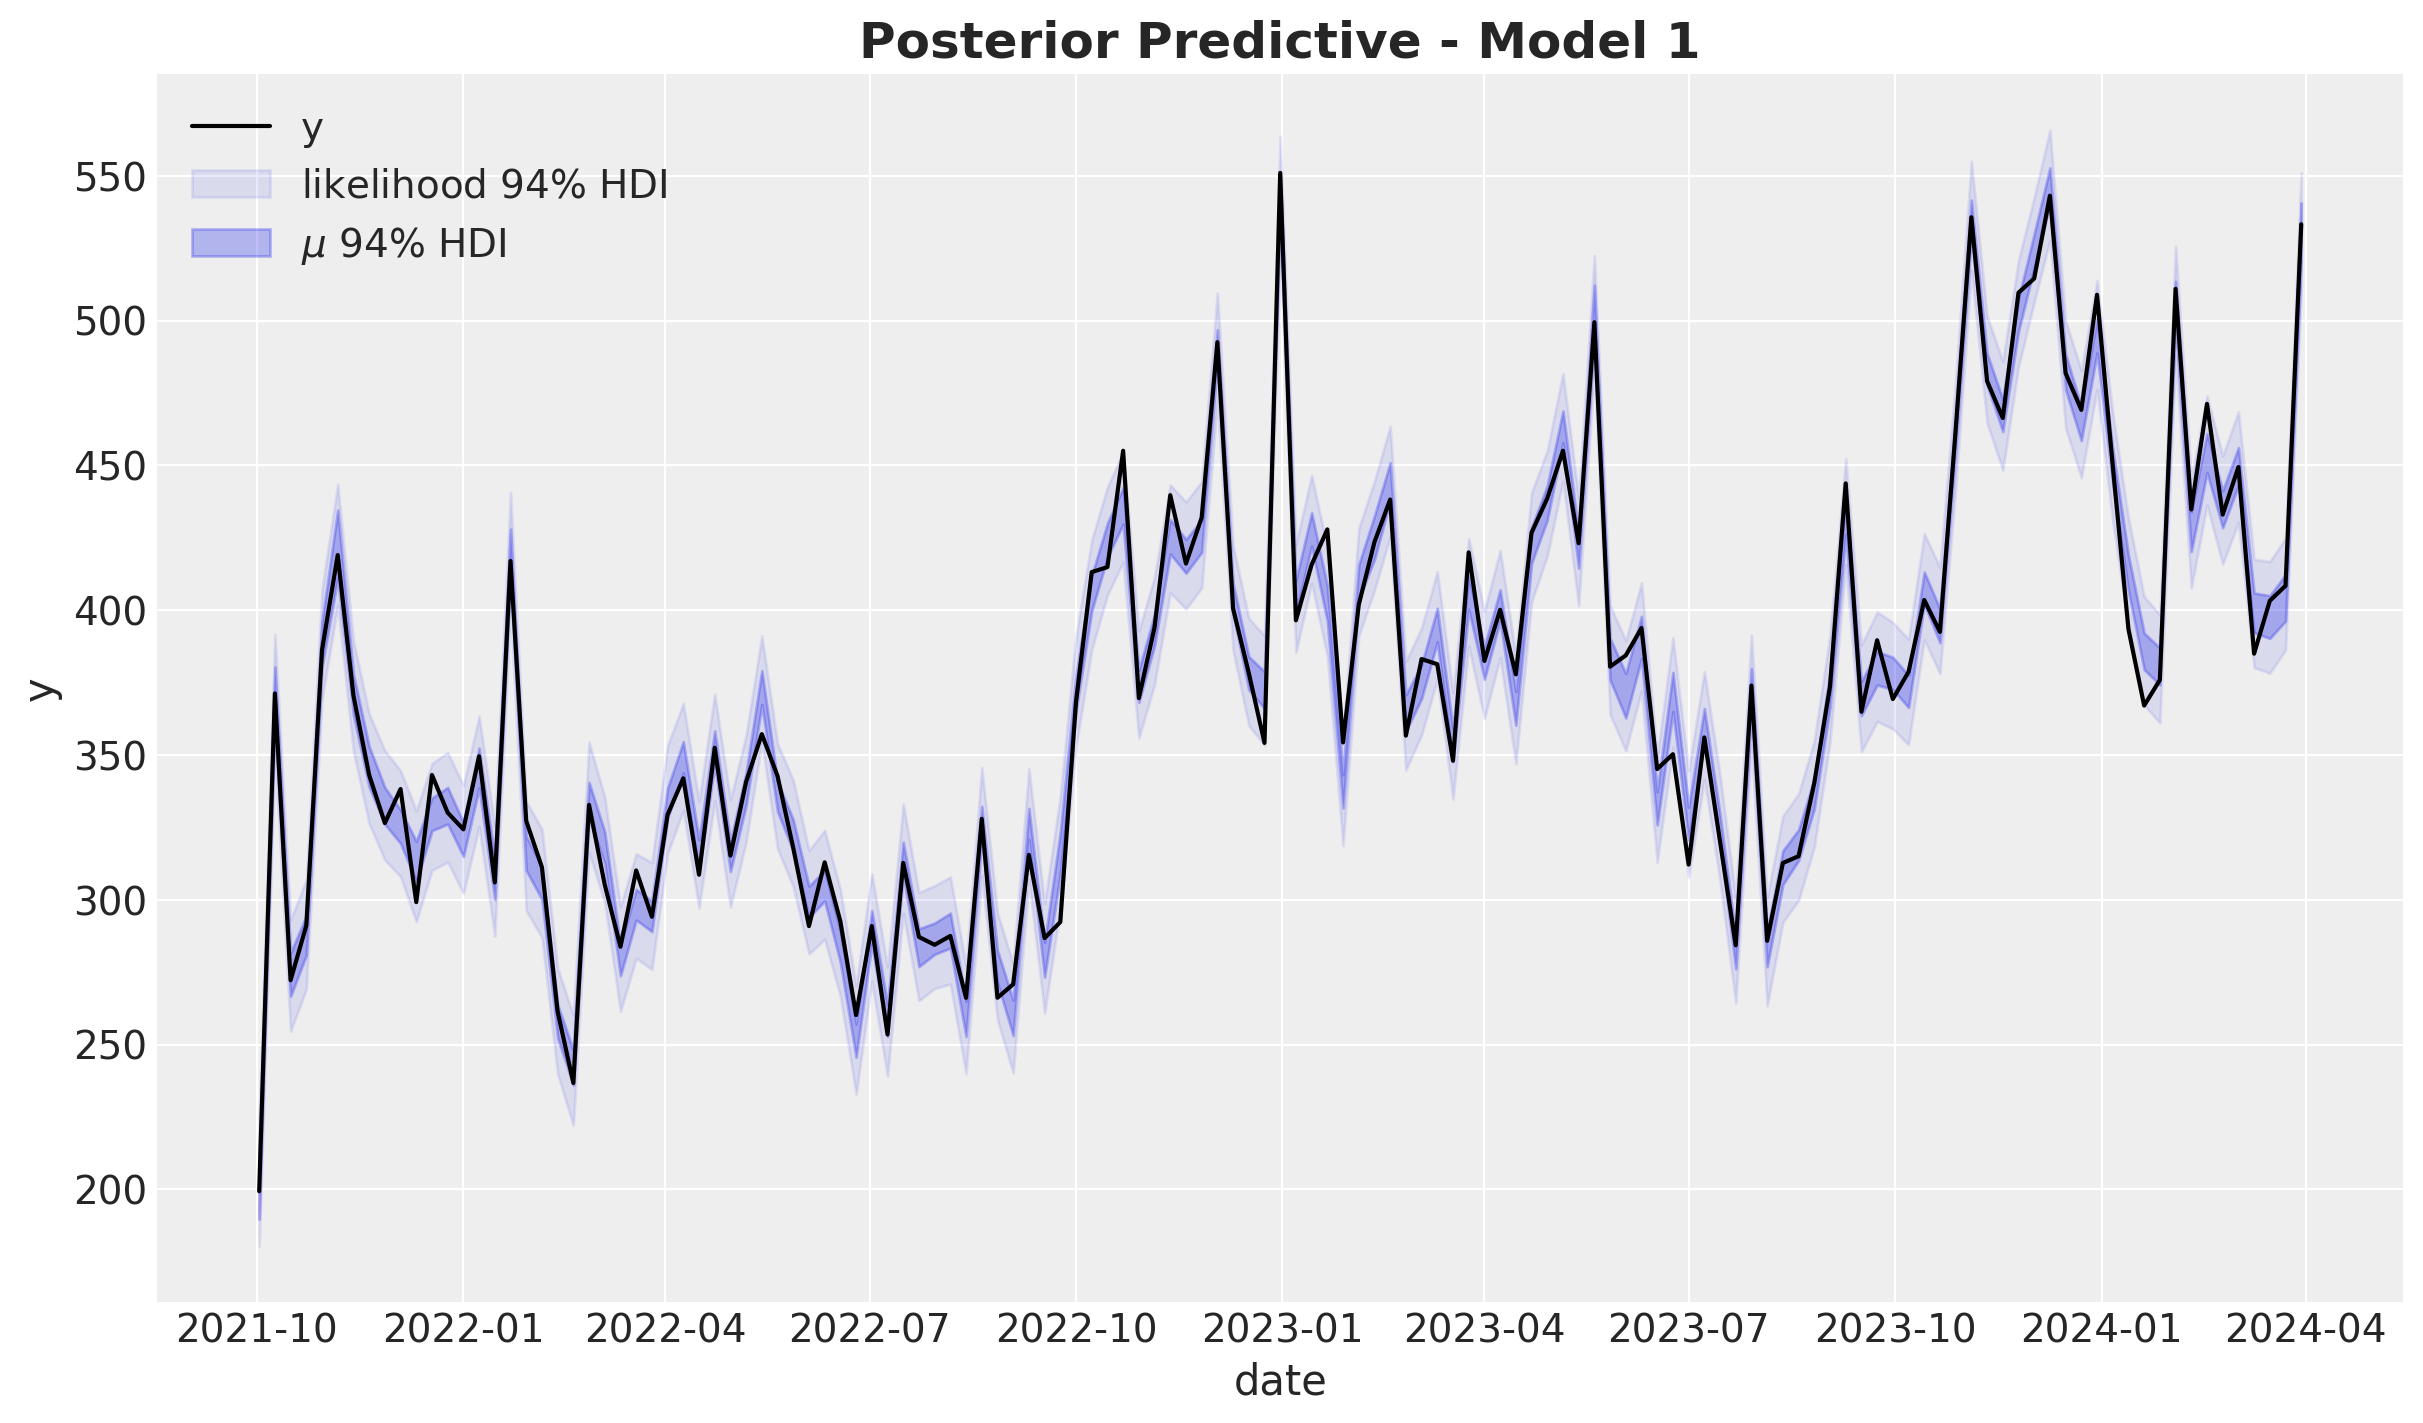 Posterior Predictive - Model 1
y
likelihood 94% HDI
μ 94% HDI
550
500
450
400
350
300
250
200
y
2021-10 2022-01 2022-04 2022-07 2022-10 2023-01 2023-04 2023-07 2023-10 2024-01 2024-04
date